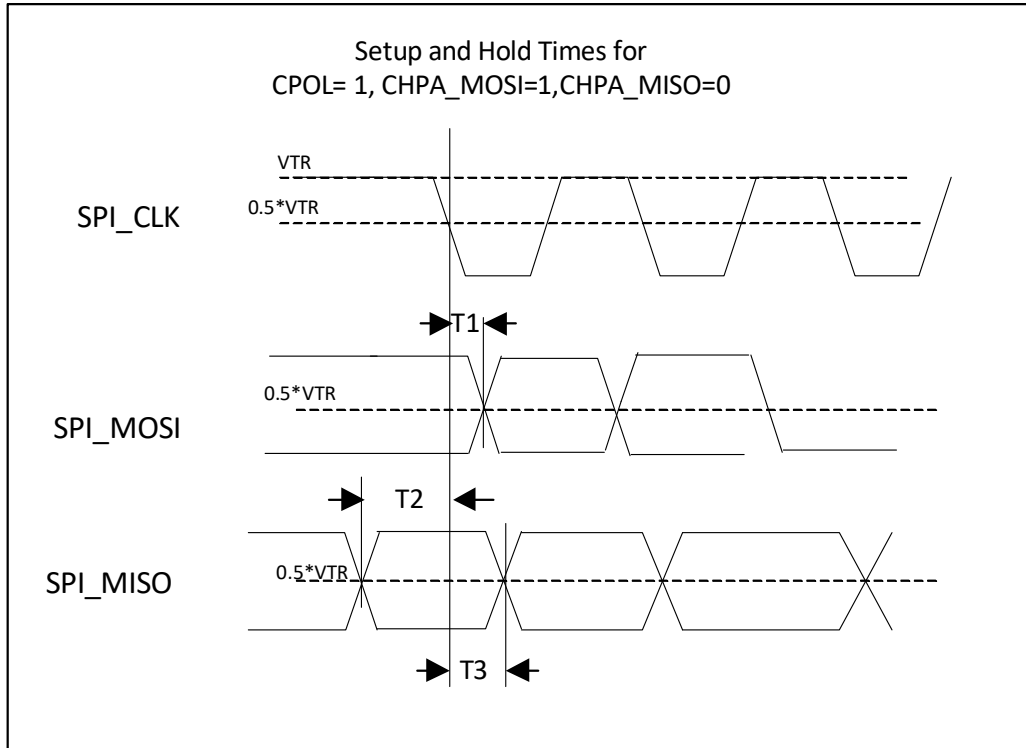 Setup and Hold Times for
CPOL= 1, CHPA_MOSI=1,CHPA_MISO=0
VTR
0.5*VTR
SPI_CLK
T1
0.5*VTR
SPI_MOSI
T2
0.5*VTR
SPI_MISO
T3